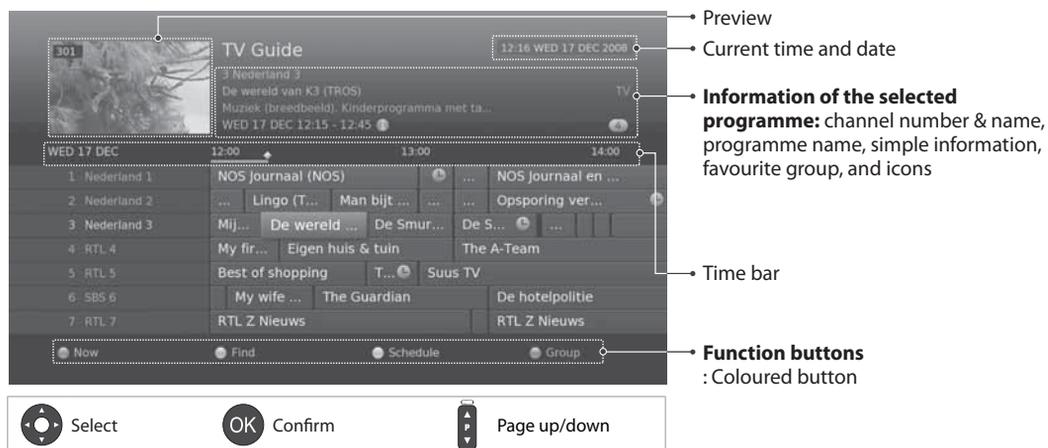 Preview
301
TV Guide
12:16 WED 17 DEC 2008
Current time and date
3 Nederland 3
De wereld van K3 (TROS)
TV
Muziek (breedbeeld). Kinderprogramma met ta...
WED 17 DEC 12:15 - 12:45
4
Information of the selected
programme: channel number & name,
programme name, simple information,
favourite group, and icons
WED 17 DEC 12:00 13:00 14:00
1 Nederland 1 NOS Journaal (NOS) ... NOS Journaal en ...
2 Nederland 2 ... Lingo (T... Man bijt ... ... ... Opsporing ver...
3 Nederland 3 Mij... De wereld ... De Smur... De S... ...
4 RTL 4 My fir... Eigen huis & tuin The A-Team
5 RTL 5 Best of shopping T... Suus TV
Time bar
6 SBS 6 My wife ... The Guardian De hotelpolitie
7 RTL 7 RTL Z Nieuws RTL Z Nieuws
Now Find Schedule Group
Function buttons
: Coloured button
Select OK Confirm P Page up/down